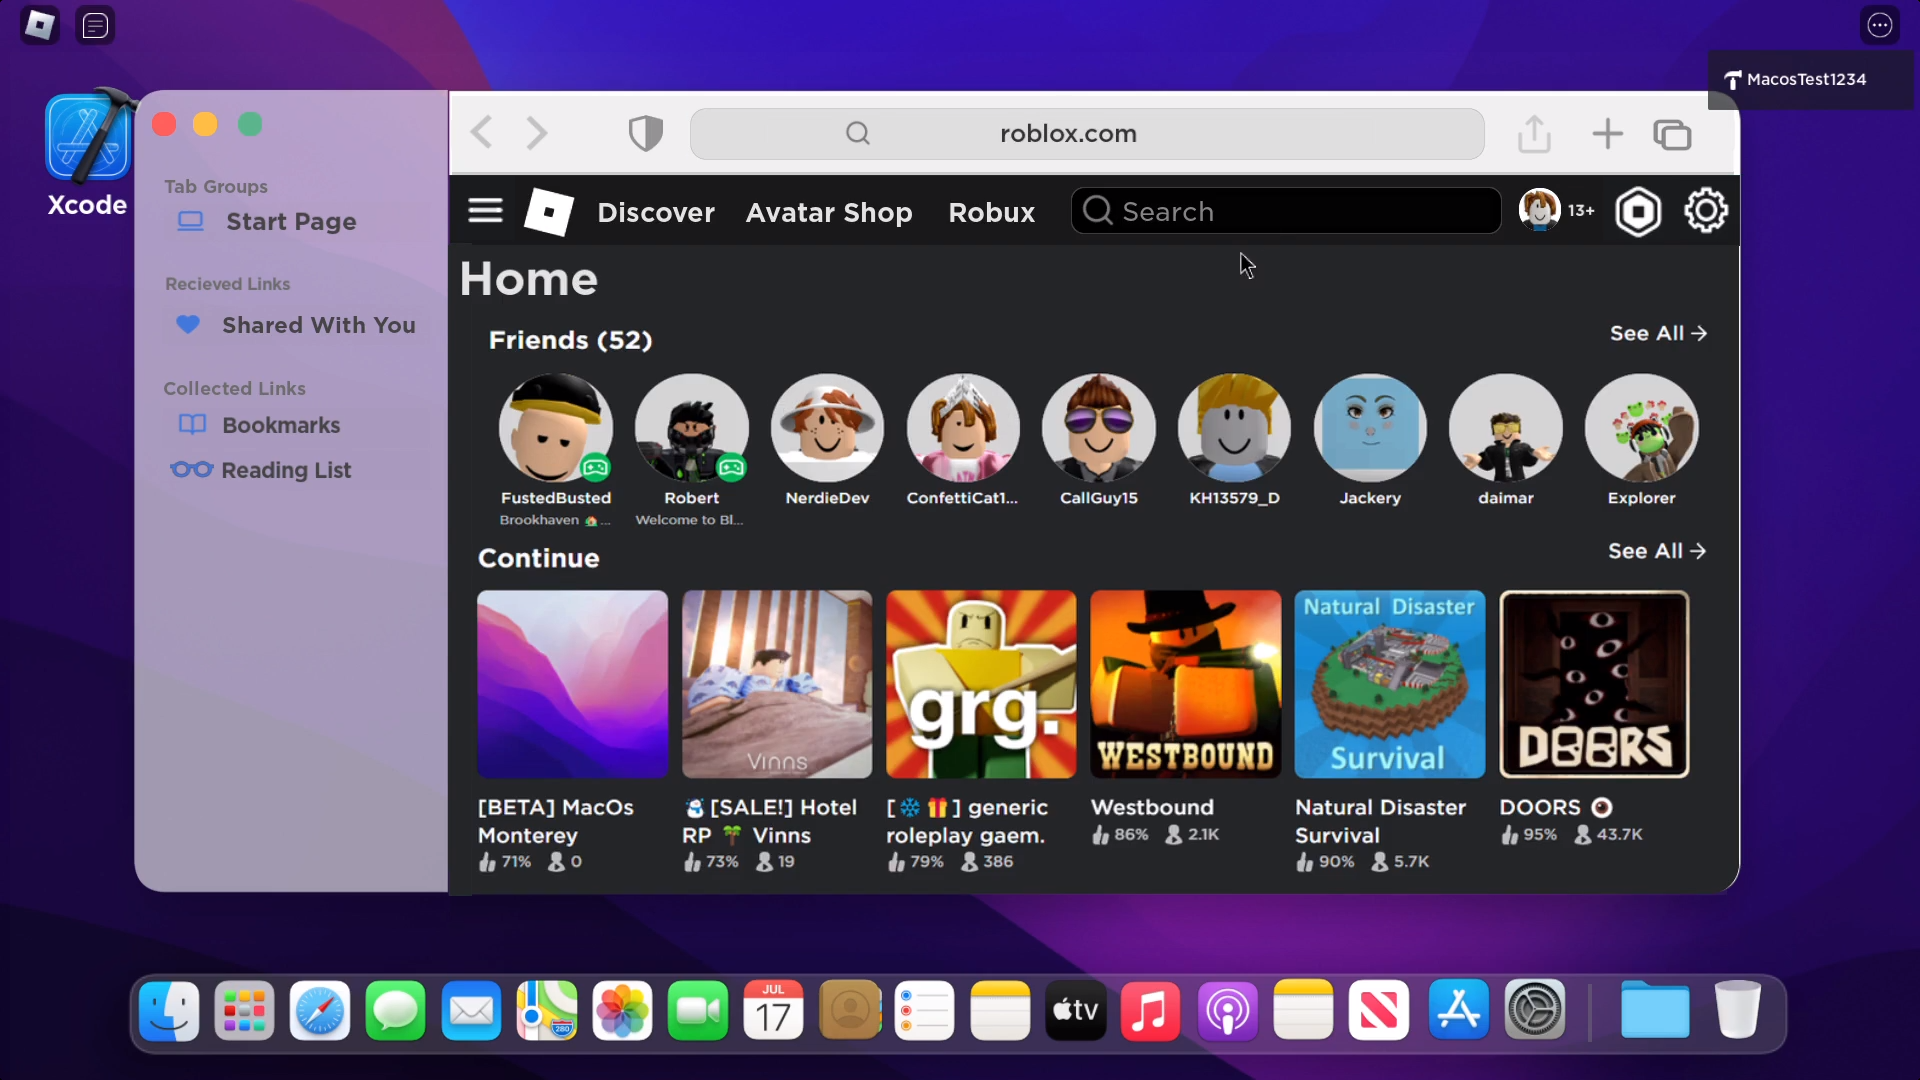 MacosTest1234
Xcode
roblox.com
Tab Groups
Start Page
Recieved Links
Shared With You
Collected Links
Bookmarks
Reading List
Discover
Avatar Shop
Robux
Search
13+
Home
Friends (52)
See All →
FustedBusted
Robert
NerdieDev
ConfettiCat1...
CallGuy15
KH13579_D
Jackery
daimar
Explorer
Brookhaven 🏡...
Welcome to Bl...
Continue
See All →
Vinns
grg.
WESTBOUND
Natural Disaster
Survival
DOORS
[BETA] MacOs
Monterey
71% 0
⛄[SALE!] Hotel
RP 🌴 Vinns
73% 19
[❄️🎁] generic
roleplay gaem.
79% 386
Westbound
86% 2.1K
Natural Disaster
Survival
90% 5.7K
DOORS 👁️
95% 43.7K
280
JUL
17
tv